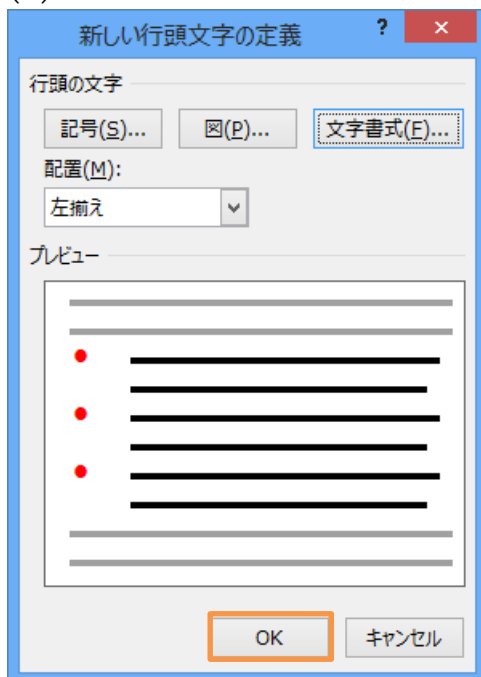 新しい行頭文字の定義 ? ×
行頭の文字
記号(S)... 図(P)... 文字書式(F)...
配置(M):
左揃え
プレビュー
OK キャンセル